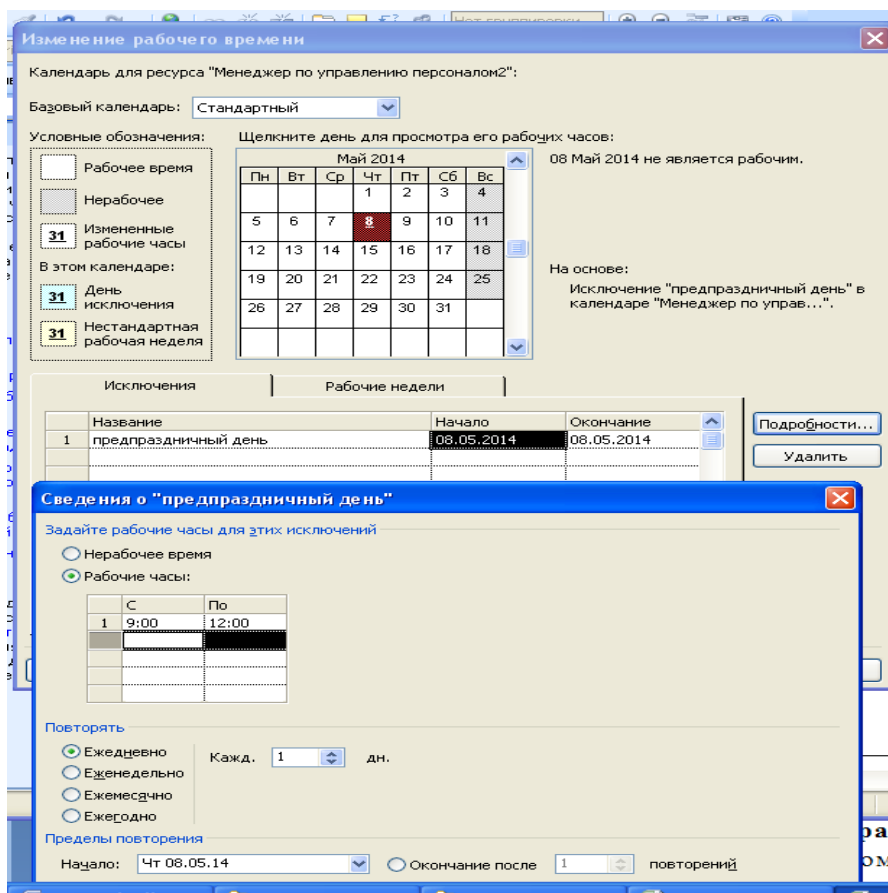 Нет группировки
Изменение рабочего времени
Календарь для ресурса "Менеджер по управлению персоналом2":
Базовый календарь: Стандартный
Условные обозначения:
Рабочее время
Нерабочее
31 Измененные рабочие часы
В этом календаре:
31 День исключения
31 Нестандартная рабочая неделя
Щелкните день для просмотра его рабочих часов:
Май 2014
Пн Вт Ср Чт Пт Сб Вс
1 2 3 4
5 6 7 8 9 10 11
12 13 14 15 16 17 18
19 20 21 22 23 24 25
26 27 28 29 30 31
08 Май 2014 не является рабочим.
На основе:
Исключение "предпраздничный день" в
календаре "Менеджер по управ...".
Исключения Рабочие недели
Название Начало Окончание
1 предпраздничный день 08.05.2014 08.05.2014
Подробности...
Удалить
Сведения о "предпраздничный день"
Задайте рабочие часы для этих исключений
Нерабочее время
Рабочие часы:
С По
1 9:00 12:00
Повторять
Ежедневно
Еженедельно
Ежемесячно
Ежегодно
Кажд. 1 дн.
Пределы повторения
Начало: Чт 08.05.14 Окончание после 1 повторений